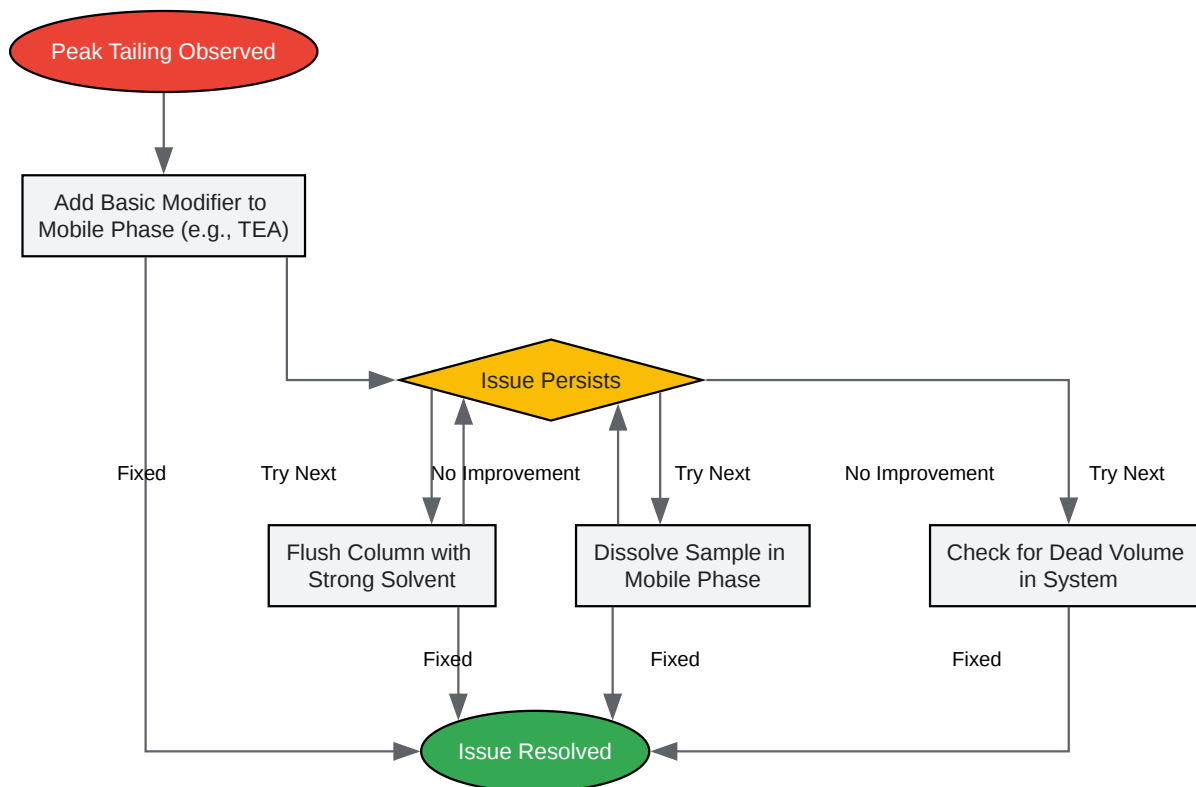 Peak Tailing Observed
Add Basic Modifier to
Mobile Phase (e.g., TEA)
Issue Persists
Fixed
Try Next
No Improvement
Try Next
No Improvement
Try Next
Flush Column with
Strong Solvent
Dissolve Sample in
Mobile Phase
Check for Dead Volume
in System
Fixed
Fixed
Fixed
Issue Resolved